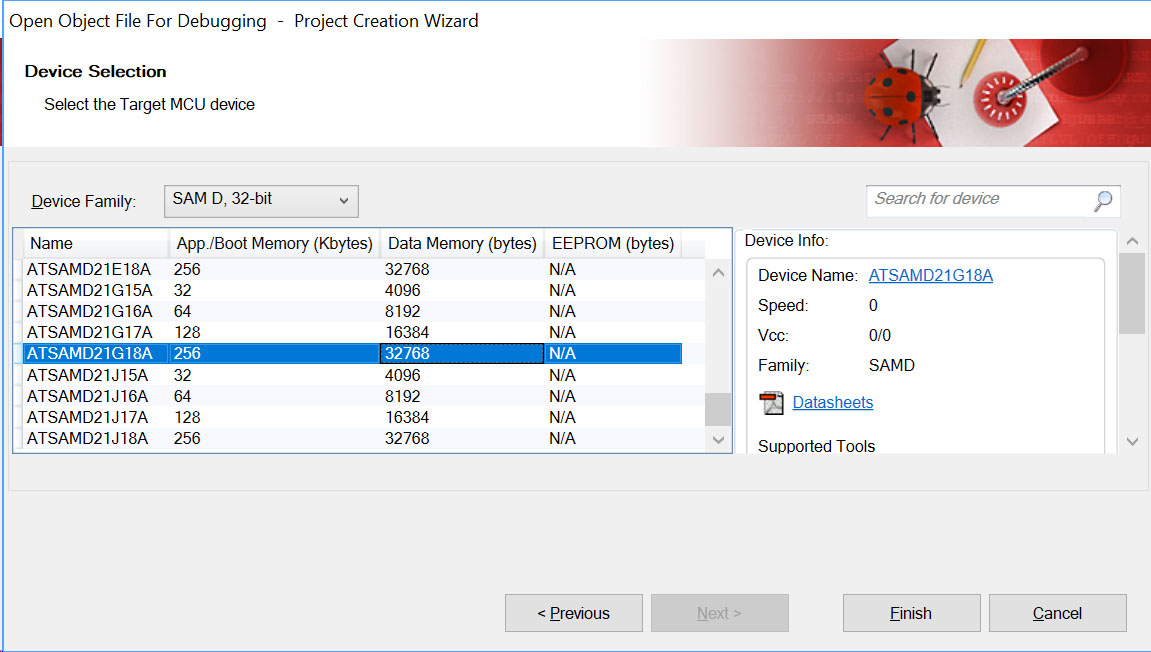 Open Object File For Debugging - Project Creation Wizard
Device Selection
Select the Target MCU device
Device Family: SAM D, 32-bit Search for device
Name App./Boot Memory (Kbytes) Data Memory (bytes) EEPROM (bytes)
ATSAMD21E18A 256 32768 N/A
ATSAMD21G15A 32 4096 N/A
ATSAMD21G16A 64 8192 N/A
ATSAMD21G17A 128 16384 N/A
ATSAMD21G18A 256 32768 N/A
ATSAMD21J15A 32 4096 N/A
ATSAMD21J16A 64 8192 N/A
ATSAMD21J17A 128 16384 N/A
ATSAMD21J18A 256 32768 N/A
Device Info:
Device Name: ATSAMD21G18A
Speed: 0
Vcc: 0/0
Family: SAMD
Datasheets
Supported Tools
< Previous Next > Finish Cancel